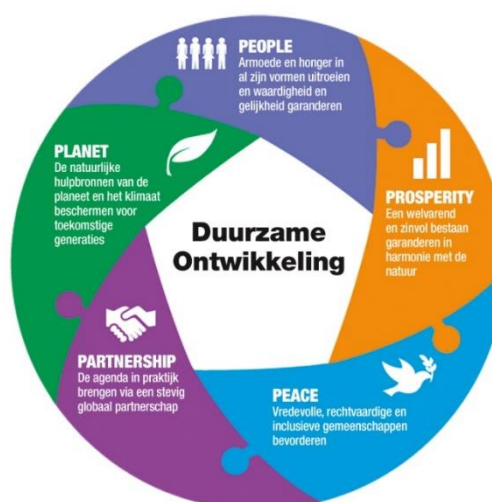 PEOPLE
Armoede en honger in
al zijn vormen uitroeien
en waardigheid en
gelijkheid garanderen
PROSPERITY
Een welvarend
en zinvol bestaan
garanderen in
harmonie met de
natuur
PEACE
Vredevolle, rechtvaardige en
inclusieve gemeenschappen
bevorderen
PARTNERSHIP
De agenda in praktijk
brengen via een stevig
globaal partnerschap
PLANET
De natuurlijke
hulpbronnen van de
planeet en het klimaat
beschermen voor
toekomstige
generaties
Duurzame
Ontwikkeling